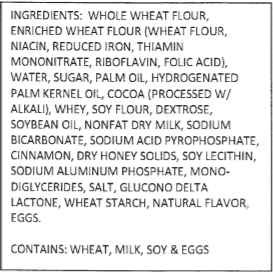 INGREDIENTS: WHOLE WHEAT FLOUR,
ENRICHED WHEAT FLOUR (WHEAT FLOUR,
NIACIN, REDUCED IRON, THIAMIN
MONONITRATE, RIBOFLAVIN, FOLIC ACID),
WATER, SUGAR, PALM OIL, HYDROGENATED
PALM KERNEL OIL, COCOA (PROCESSED W/
ALKALI), WHEY, SOY FLOUR, DEXTROSE,
SOYBEAN OIL, NONFAT DRY MILK, SODIUM
BICARBONATE, SODIUM ACID PYROPHOSPHATE,
CINNAMON, DRY HONEY SOLIDS, SOY LECITHIN,
SODIUM ALUMINUM PHOSPHATE, MONO-
DIGLYCERIDES, SALT, GLUCONO DELTA
LACTONE, WHEAT STARCH, NATURAL FLAVOR,
EGGS.
CONTAINS: WHEAT, MILK, SOY & EGGS